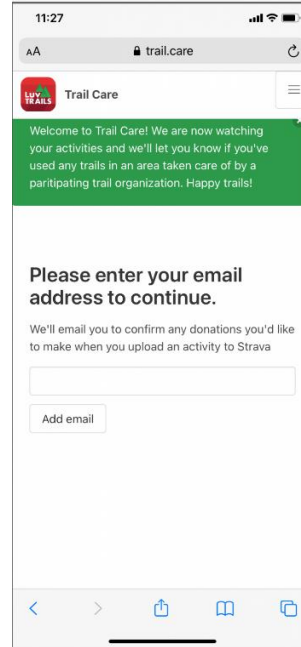 11:27
AA trail.care
LUV TRAILS Trail Care
Welcome to Trail Care! We are now watching
your activities and we'll let you know if you've
used any trails in an area taken care of by a
paritipating trail organization. Happy trails!
Please enter your email
address to continue.
We'll email you to confirm any donations you'd like
to make when you upload an activity to Strava
Add email